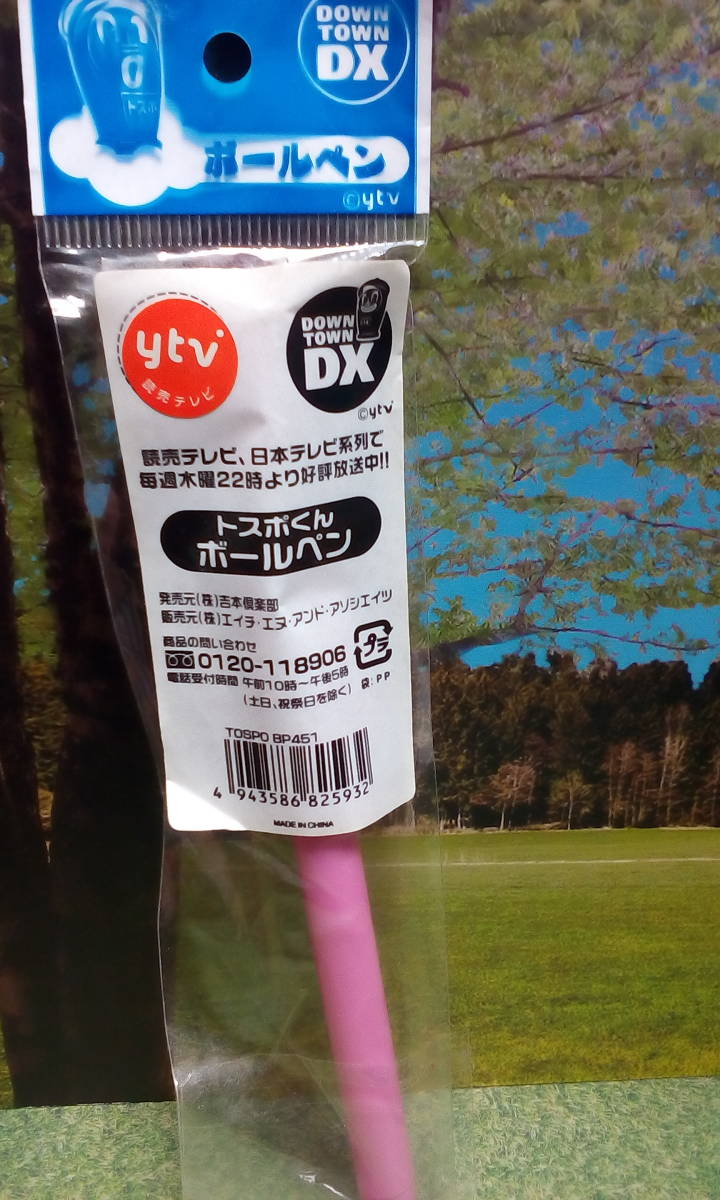 DOWN
TOWN
DX
トスポ
ボールペン
©ytv
ytv
読売テレビ
DOWN
TOWN
DX
©ytv
読売テレビ、日本テレビ系列で
毎週木曜22時より好評放送中!!
トスポくん
ボールペン
発売元(株)吉本倶楽部
販売元(株)エイチ・エヌ・アンド・アソシエイツ
商品の問い合わせ
0120-118906
電話受付時間 午前10時～午後5時
(土日、祝祭日を除く)
プラ
袋:PP
TOSPO BP451
4 943586 825932
MADE IN CHINA